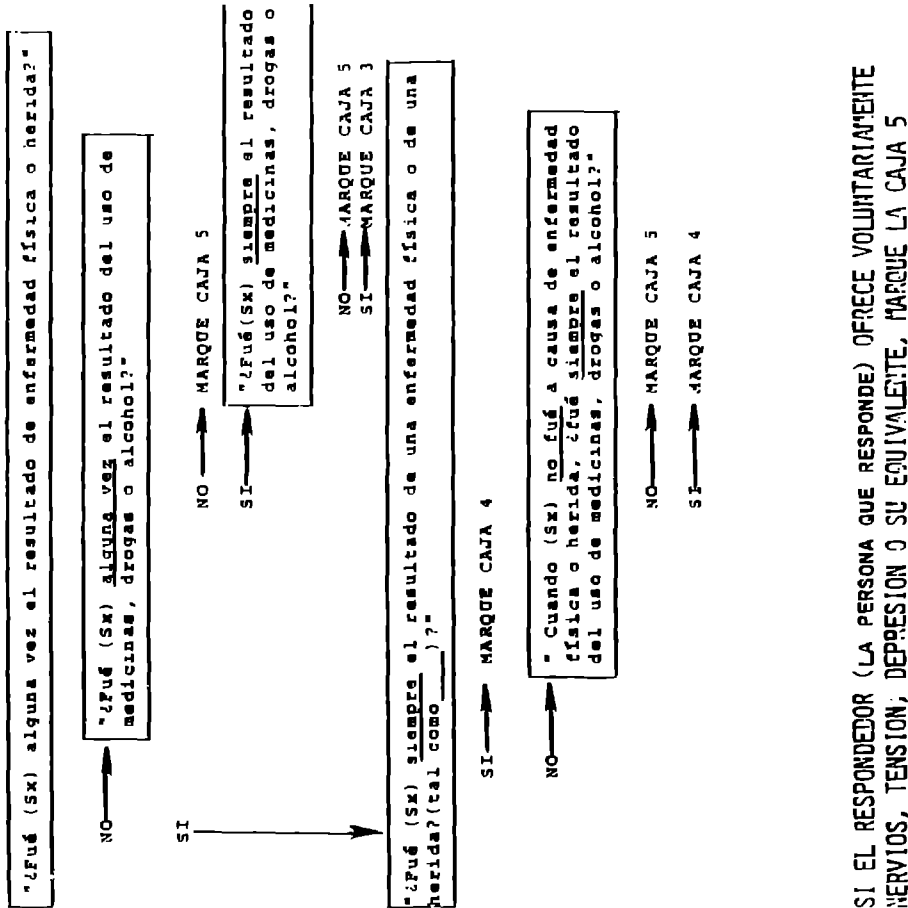 "¿Fué (Sx) alguna vez el resultado de enfermedad física o herida?"
NO
"¿Fué (Sx) alguna vez el resultado del uso de
medicinas, drogas o alcohol?"
NO MARQUE CAJA 5
SI
"¿Fué(Sx) siempre el resultado
del uso de medicinas, drogas o
alcohol?"
NO MARQUE CAJA 5
SI MARQUE CAJA 3
SI
"¿Fué (Sx) siempre el resultado de una enfermedad física o de una
herida?(tal como ___)?"
SI MARQUE CAJA 4
NO
" Cuando (Sx) no fué a causa de enfermedad
física o herida, ¿fué siempre el resultado
del uso de medicinas, drogas o alcohol?"
NO MARQUE CAJA 5
SI MARQUE CAJA 4
SI EL RESPONDEDOR (LA PERSONA QUE RESPONDE) OFRECE VOLUNTARIAMENTE
NERVIOS, TENSION, DEPRESION O SU EQUIVALENTE, MARQUE LA CAJA 5